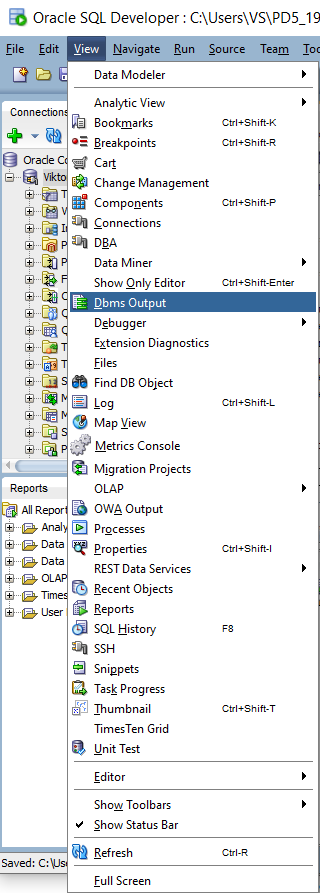 Oracle SQL Developer : C:\Users\VS\PD5_19
File Edit View Navigate Run Source Team
Connections
Viktor
Data Modeler
Analytic View
Bookmarks Ctrl+Shift-K
Breakpoints Ctrl+Shift-R
Cart
Change Management
Components Ctrl+Shift-P
Connections
DBA
Data Miner
Show Only Editor Ctrl+Shift-Enter
Dbms Output
Debugger
Extension Diagnostics
Files
Find DB Object
Log Ctrl+Shift-L
Map View
Metrics Console
Migration Projects
OLAP
OWA Output
Processes
Properties Ctrl+Shift-I
REST Data Services
Recent Objects
Reports
SQL History F8
SSH
Snippets
Task Progress
Thumbnail Ctrl+Shift-T
TimesTen Grid
Unit Test
Editor
Show Toolbars
Show Status Bar
Refresh Ctrl-R
Full Screen
Oracle Co
Reports
All Report
Analy
Data
Data
OLAP
Times
User
Saved: C:\Use